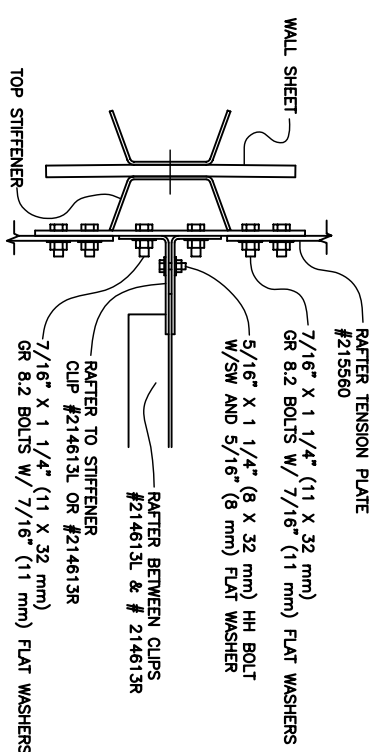 WALL SHEET
TOP STIFFENER
RAFTER TENSION PLATE
#215560
7/16" X 1 1/4" (11 X 32 mm)
GR 8.2 BOLTS W/ 7/16" (11 mm) FLAT WASHERS
5/16" X 1 1/4" (8 X 32 mm) HH BOLT
W/SW AND 5/16" (8 mm) FLAT WASHER
RAFTER BETWEEN CLIPS
#214613L & # 214613R
RAFTER TO STIFFENER
CLIP #214613L OR #214613R
7/16" X 1 1/4" (11 X 32 mm)
GR 8.2 BOLTS W/ 7/16" (11 mm) FLAT WASHERS